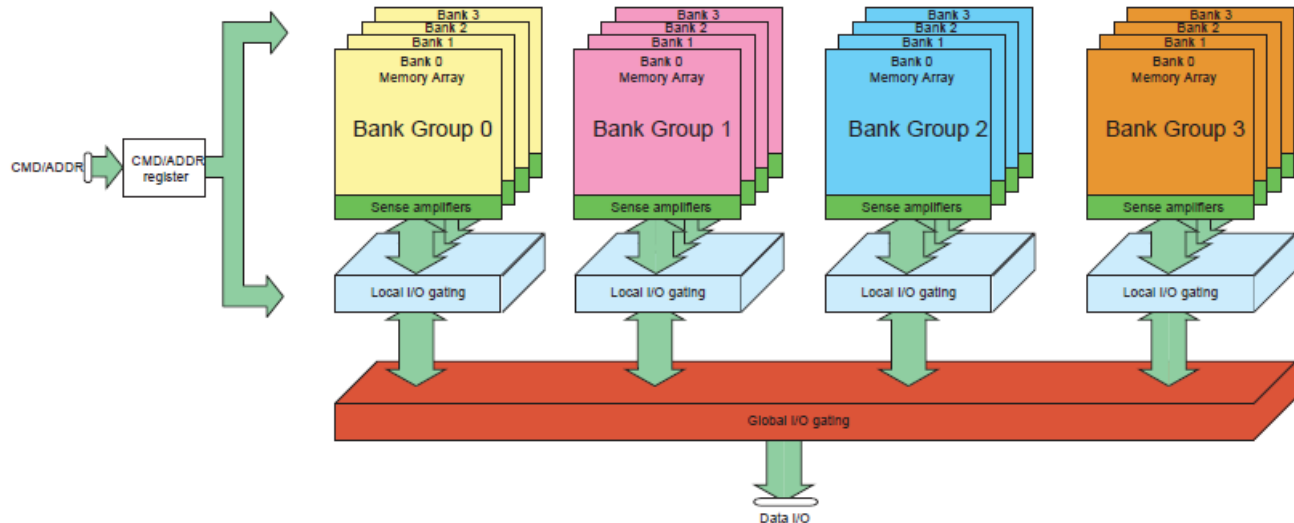 Bank 3
Bank 2
Bank 1
Bank 0
Memory Array
Bank Group 0
Sense amplifiers
Local I/O gating
Bank 3
Bank 2
Bank 1
Bank 0
Memory Array
Bank Group 1
Sense amplifiers
Local I/O gating
Bank 3
Bank 2
Bank 1
Bank 0
Memory Array
Bank Group 2
Sense amplifiers
Local I/O gating
Bank 3
Bank 2
Bank 1
Bank 0
Memory Array
Bank Group 3
Sense amplifiers
Local I/O gating
CMD/ADDR
CMD/ADDR
register
Global I/O gating
Data I/O